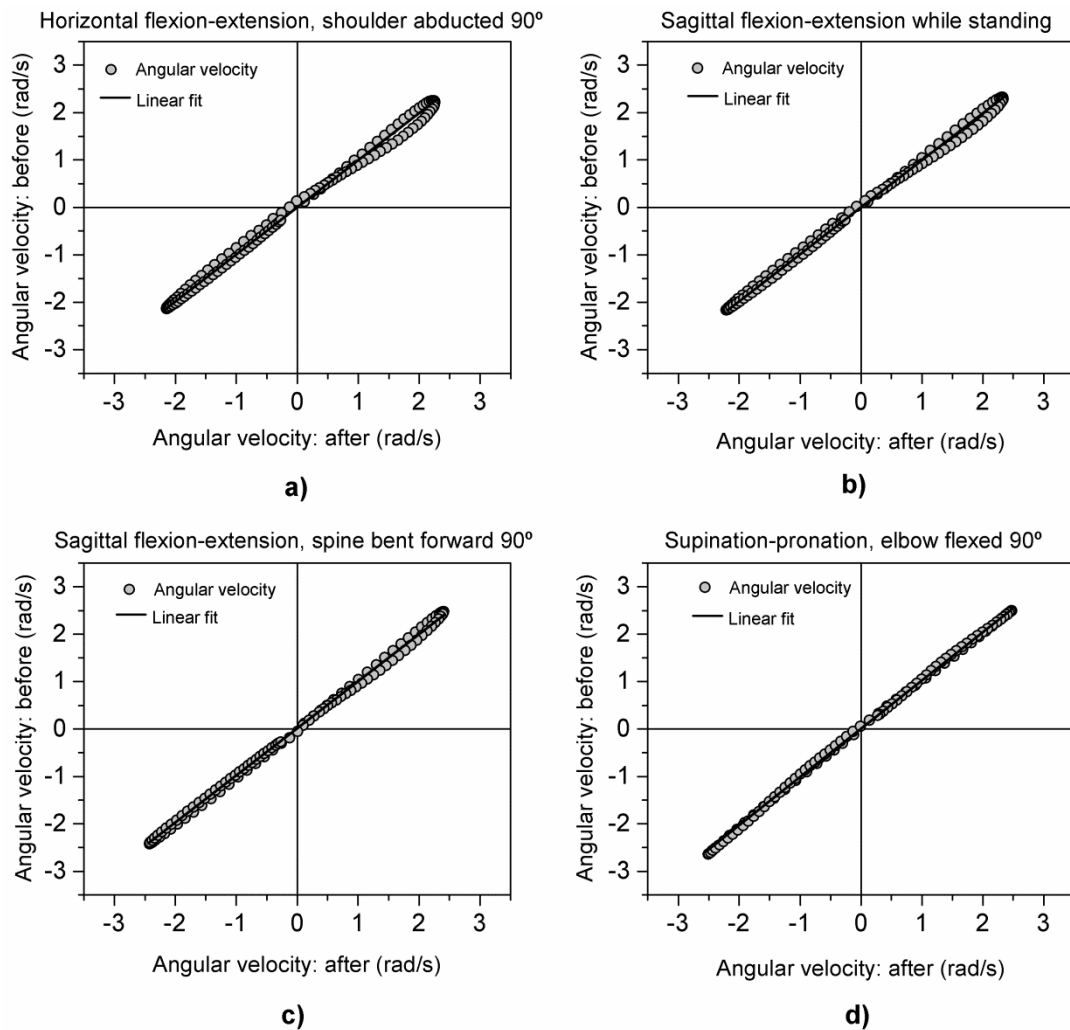 Horizontal flexion-extension, shoulder abducted 90º
3
2
1
0
-1
-2
-3
Angular velocity: before (rad/s)
Angular velocity
Linear fit
-3 -2 -1 0 1 2 3
Angular velocity: after (rad/s)
a)
Sagittal flexion-extension while standing
3
2
1
0
-1
-2
-3
Angular velocity: before (rad/s)
Angular velocity
Linear fit
-3 -2 -1 0 1 2 3
Angular velocity: after (rad/s)
b)
Sagittal flexion-extension, spine bent forward 90º
3
2
1
0
-1
-2
-3
Angular velocity: before (rad/s)
Angular velocity
Linear fit
-3 -2 -1 0 1 2 3
Angular velocity: after (rad/s)
c)
Supination-pronation, elbow flexed 90º
3
2
1
0
-1
-2
-3
Angular velocity: before (rad/s)
Angular velocity
Linear fit
-3 -2 -1 0 1 2 3
Angular velocity: after (rad/s)
d)